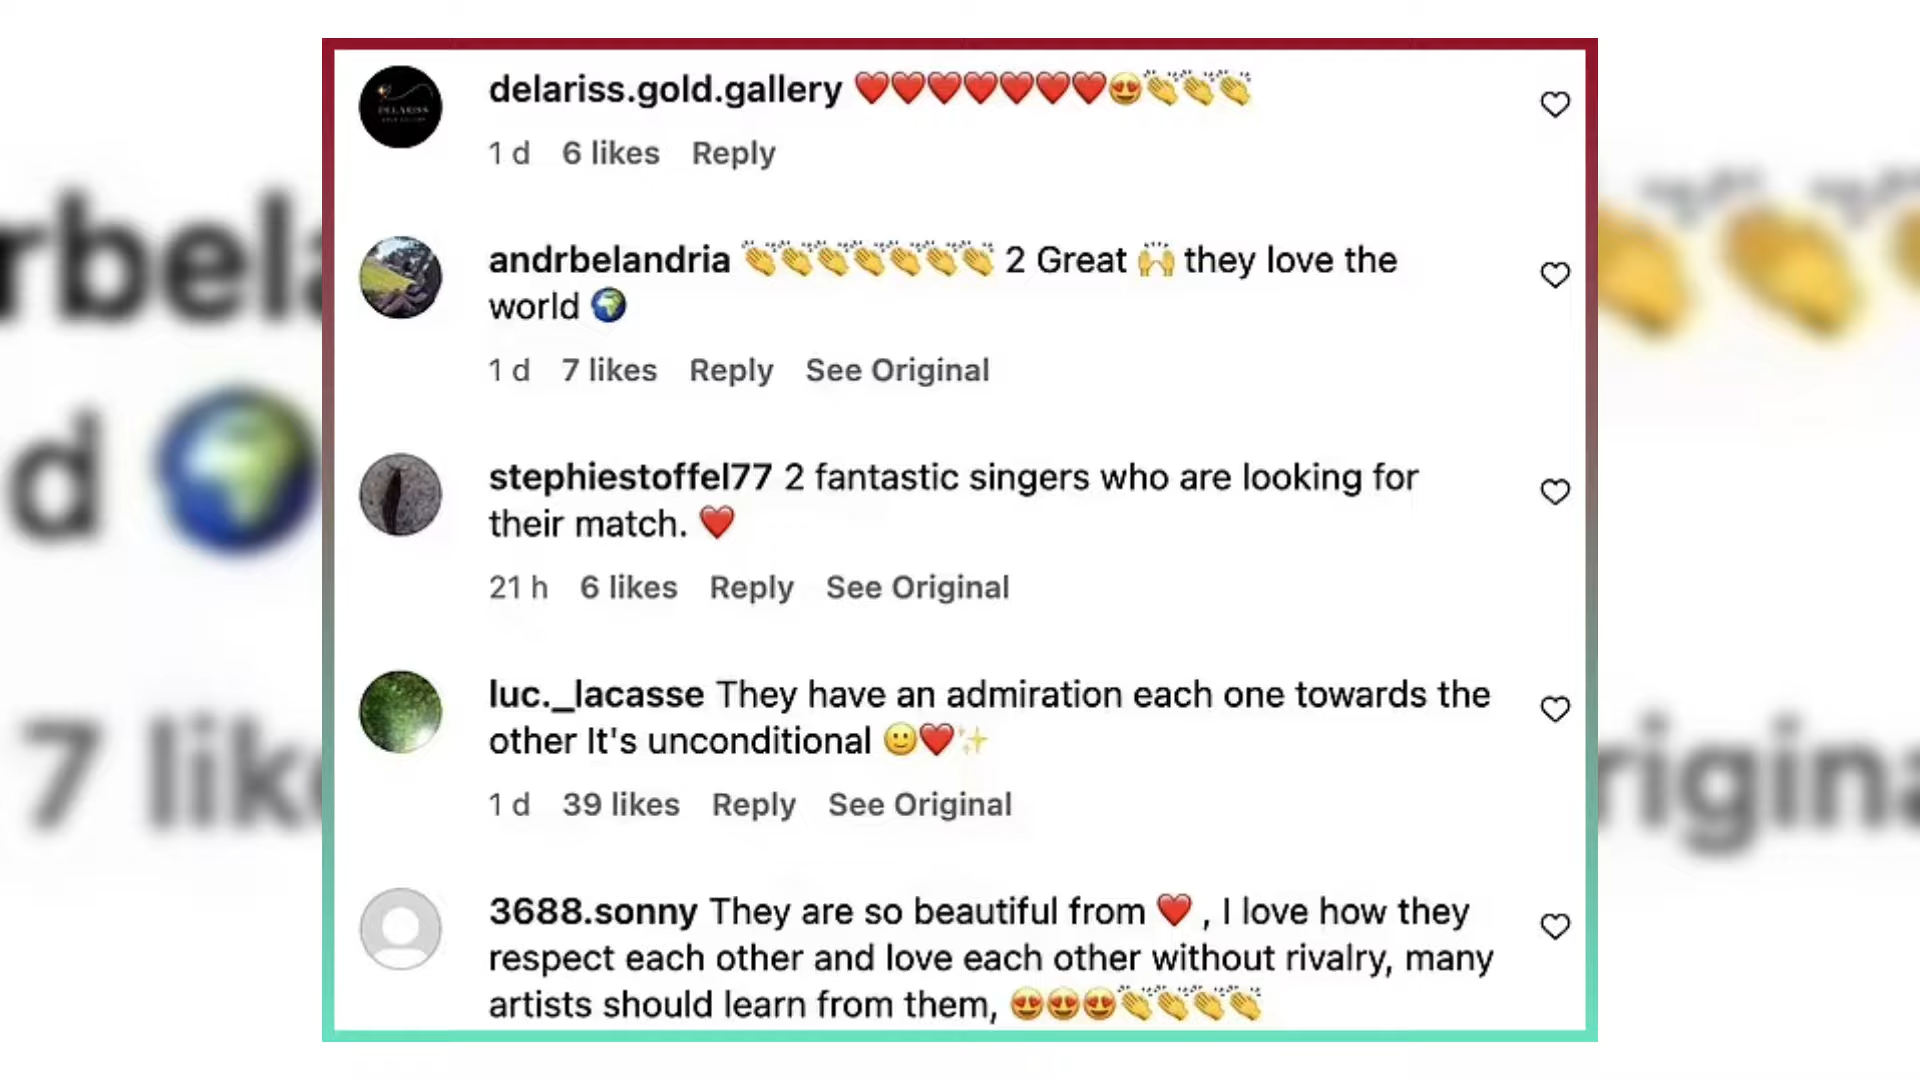 delariss.gold.gallery ❤️❤️❤️❤️❤️❤️❤️😍👏👏👏
1 d 6 likes Reply
andrbelandria 👏👏👏👏👏👏👏 2 Great 🙌 they love the
world 🌍
1 d 7 likes Reply See Original
stephiestoffel77 2 fantastic singers who are looking for
their match. ❤️
21 h 6 likes Reply See Original
luc._lacasse They have an admiration each one towards the
other It's unconditional 🙂❤️✨
1 d 39 likes Reply See Original
3688.sonny They are so beautiful from ❤️ , I love how they
respect each other and love each other without rivalry, many
artists should learn from them, 😍😍😍👏👏👏👏